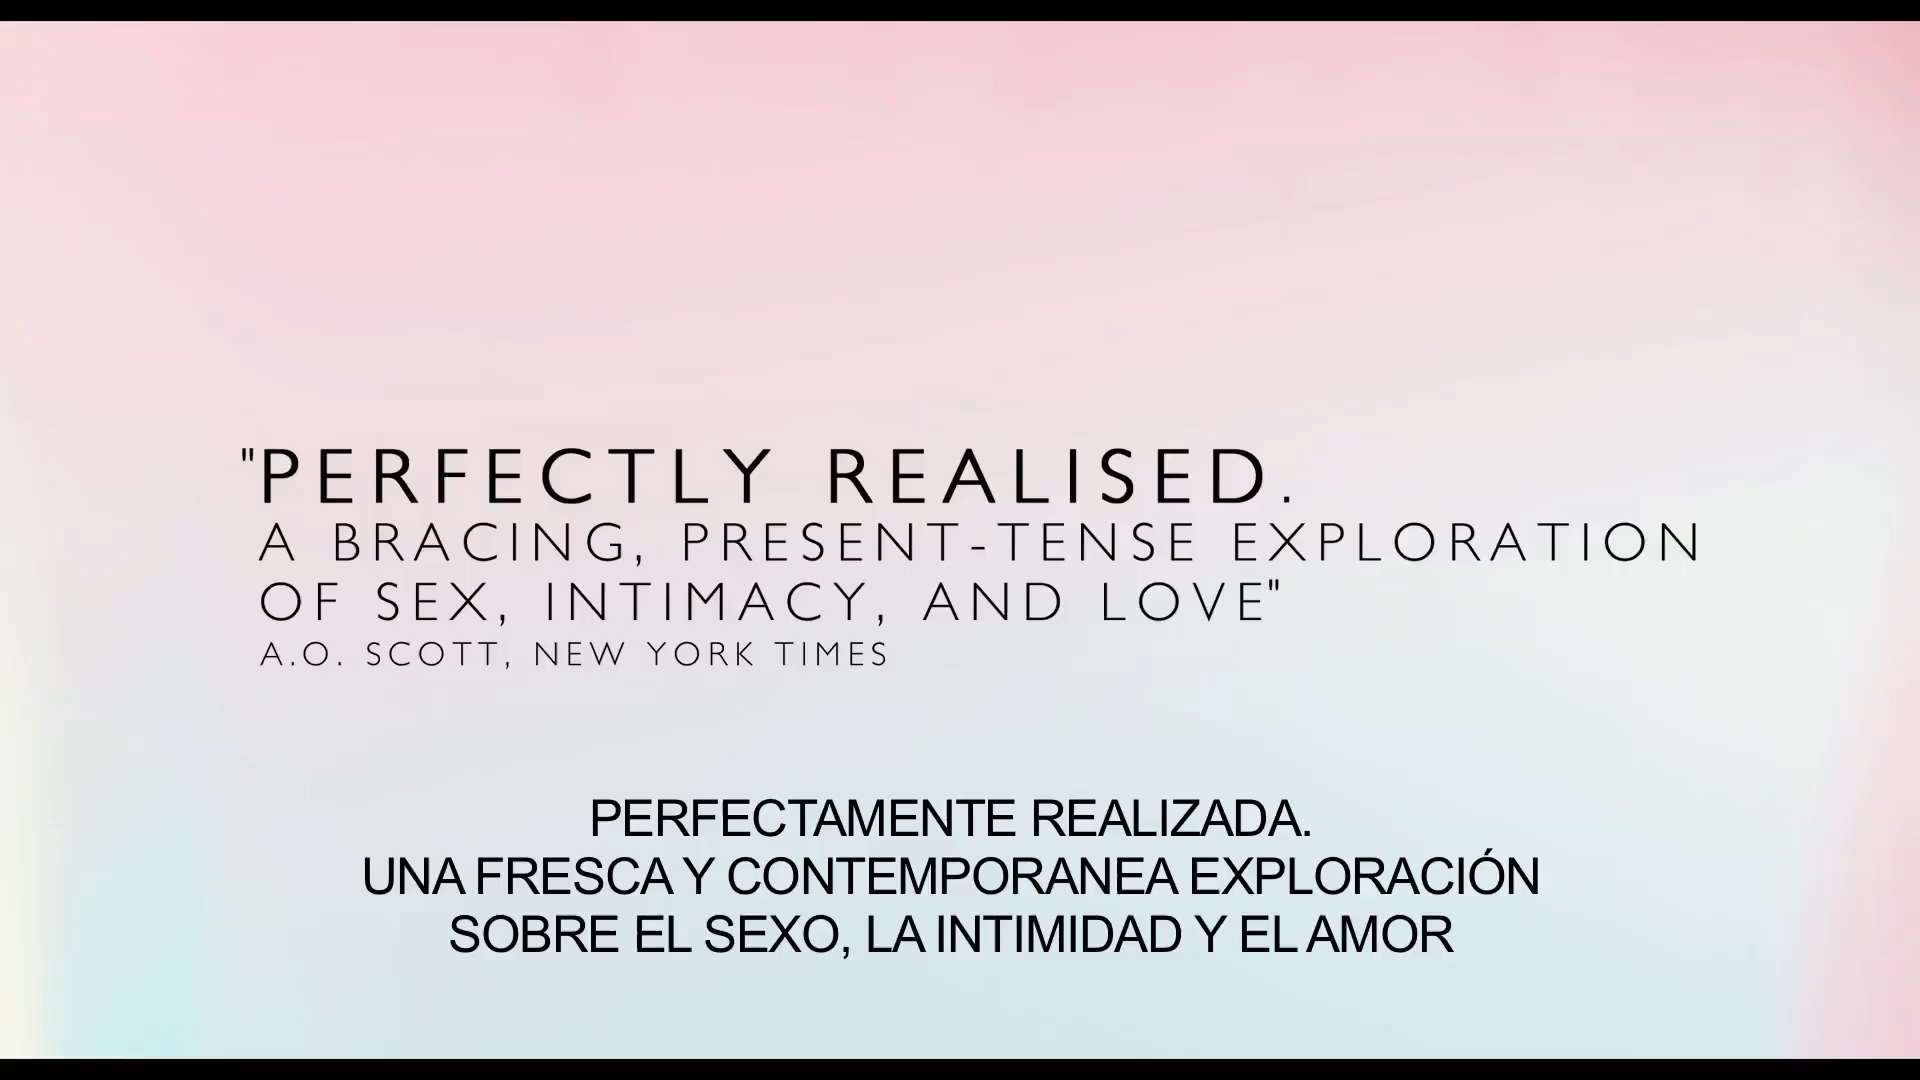 "PERFECTLY REALISED.
A BRACING, PRESENT-TENSE EXPLORATION
OF SEX, INTIMACY, AND LOVE"
A.O. SCOTT, NEW YORK TIMES
PERFECTAMENTE REALIZADA.
UNA FRESCA Y CONTEMPORANEA EXPLORACIÓN
SOBRE EL SEXO, LA INTIMIDAD Y EL AMOR